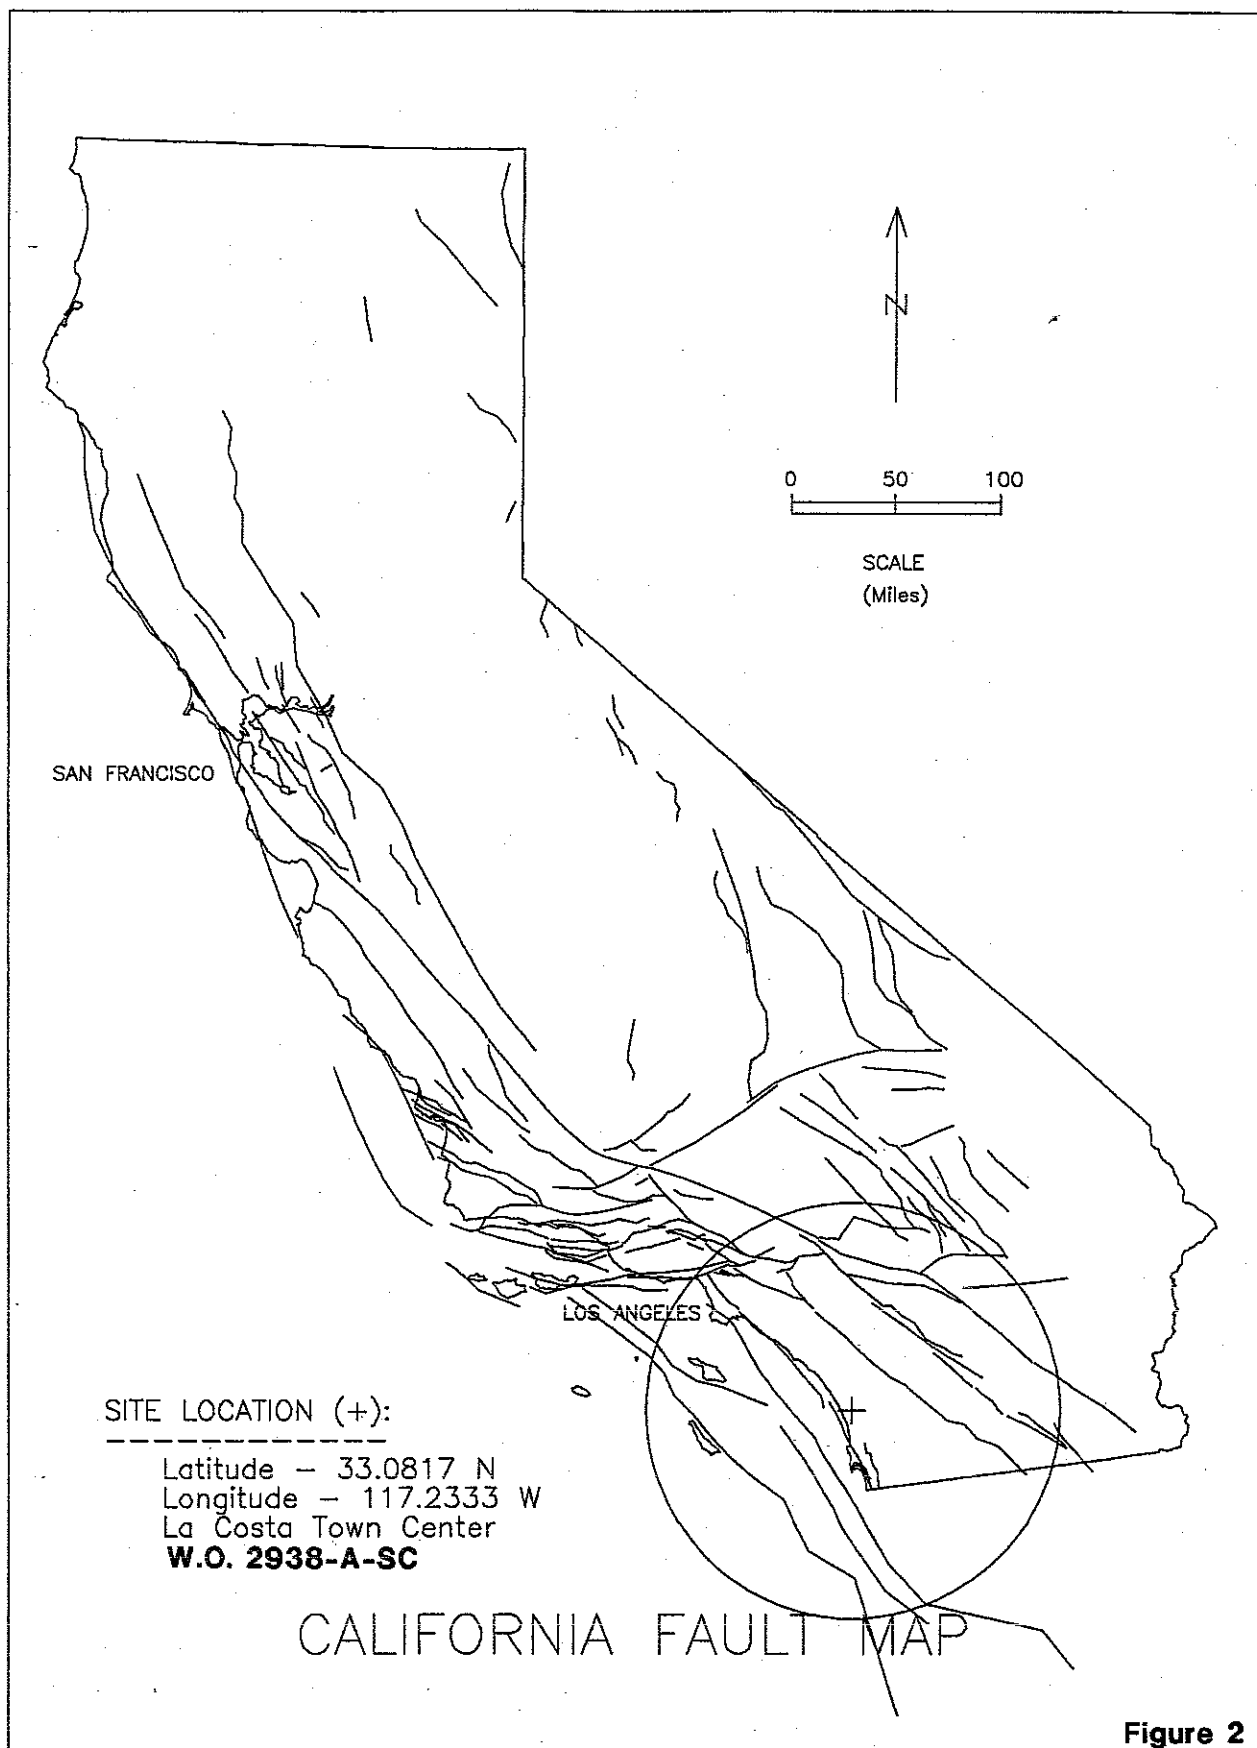 N
0 50 100
SCALE
(Miles)
SAN FRANCISCO
LOS ANGELES
SITE LOCATION (+):
Latitude – 33.0817 N
Longitude – 117.2333 W
La Costa Town Center
W.O. 2938-A-SC
CALIFORNIA FAULT MAP
Figure 2